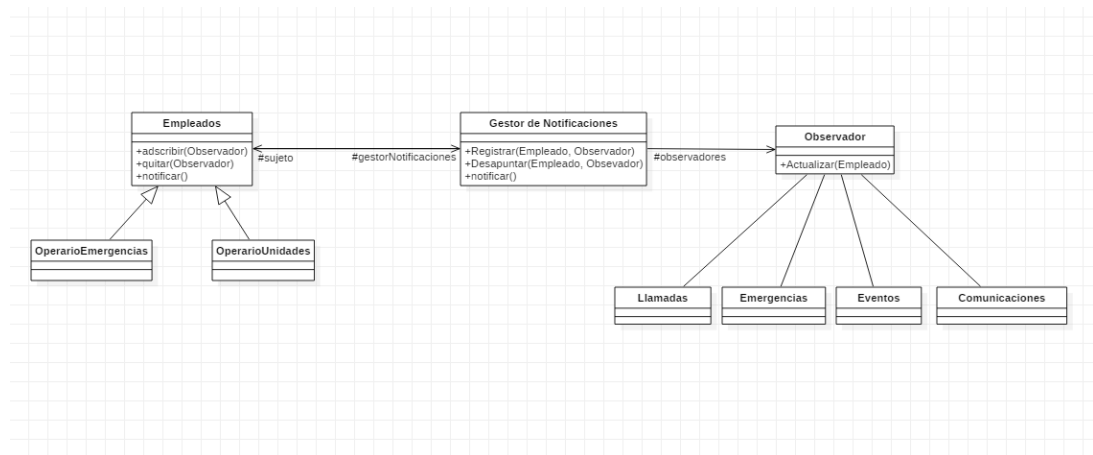 Empleados
+adscribir(Observador)
+quitar(Observador)
+notificar()
#sujeto
#gestorNotificaciones
Gestor de Notificaciones
+Registrar(Empleado, Observador)
+Desapuntar(Empleado, Obsevador)
+notificar()
#observadores
Observador
+Actualizar(Empleado)
OperarioEmergencias
OperarioUnidades
Llamadas
Emergencias
Eventos
Comunicaciones